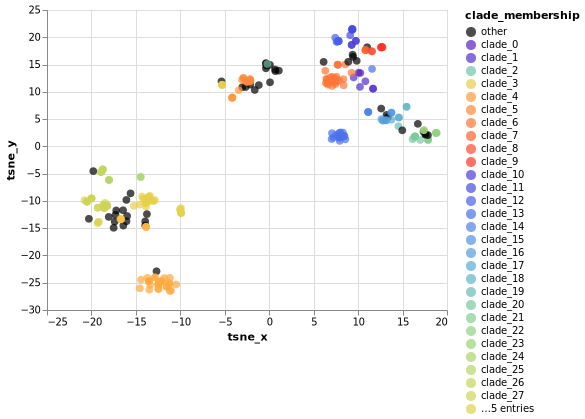 clade_membership
other
clade_0
clade_1
clade_2
clade_3
clade_4
clade_5
clade_6
clade_7
clade_8
clade_9
clade_10
clade_11
clade_12
clade_13
clade_14
clade_15
clade_16
clade_17
clade_18
clade_19
clade_20
clade_21
clade_22
clade_23
clade_24
clade_25
clade_26
clade_27
…5 entries
tsne_y
25
20
15
10
5
0
−5
−10
−15
−20
−25
−30
−25 −20 −15 −10 −5 0 5 10 15 20
tsne_x